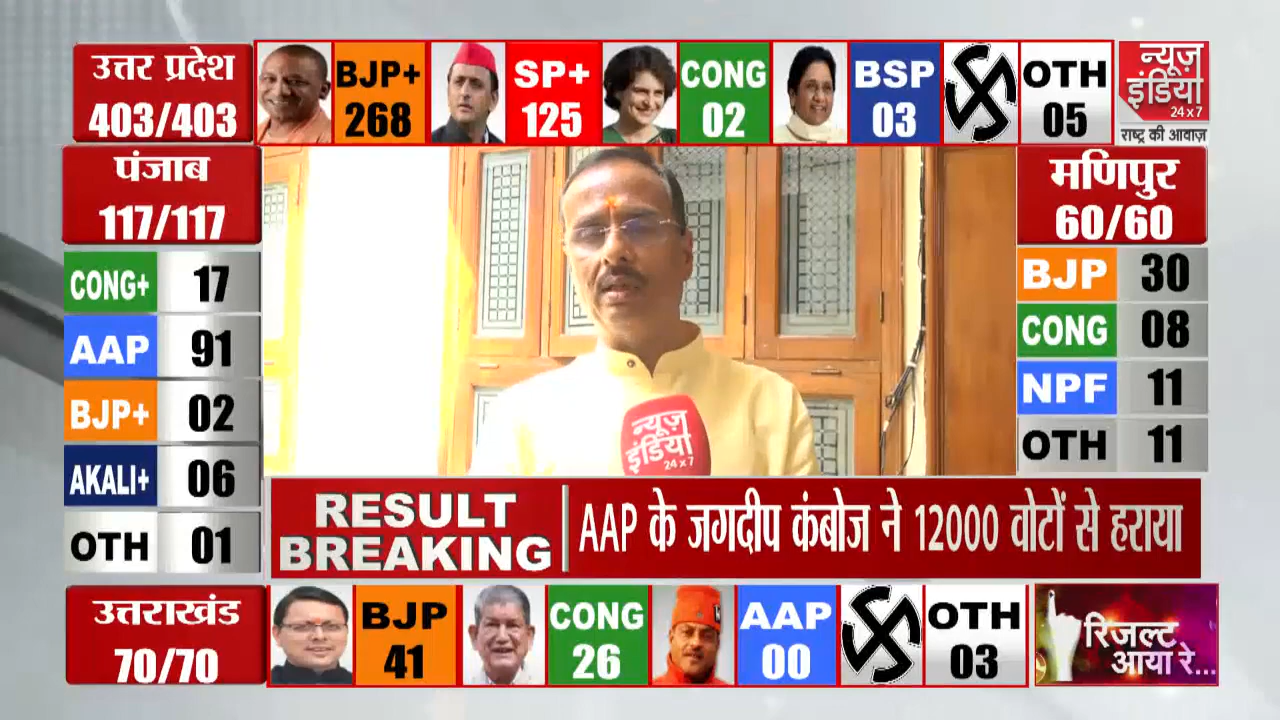 उत्तर प्रदेश
403/403
BJP+
268
SP+
125
CONG
02
BSP
03
OTH
05
न्यूज़
इंडिया
24x7
राष्ट्र की आवाज़
पंजाब
117/117
CONG+ 17
AAP 91
BJP+ 02
AKALI+ 06
OTH 01
मणिपुर
60/60
BJP 30
CONG 08
NPF 11
OTH 11
न्यूज़
इंडिया
24x7
RESULT
BREAKING
AAP के जगदीप कंबोज ने 12000 वोटों से हराया
उत्तराखंड
70/70
BJP
41
CONG
26
AAP
00
OTH
03
रिजल्ट
आया रे...